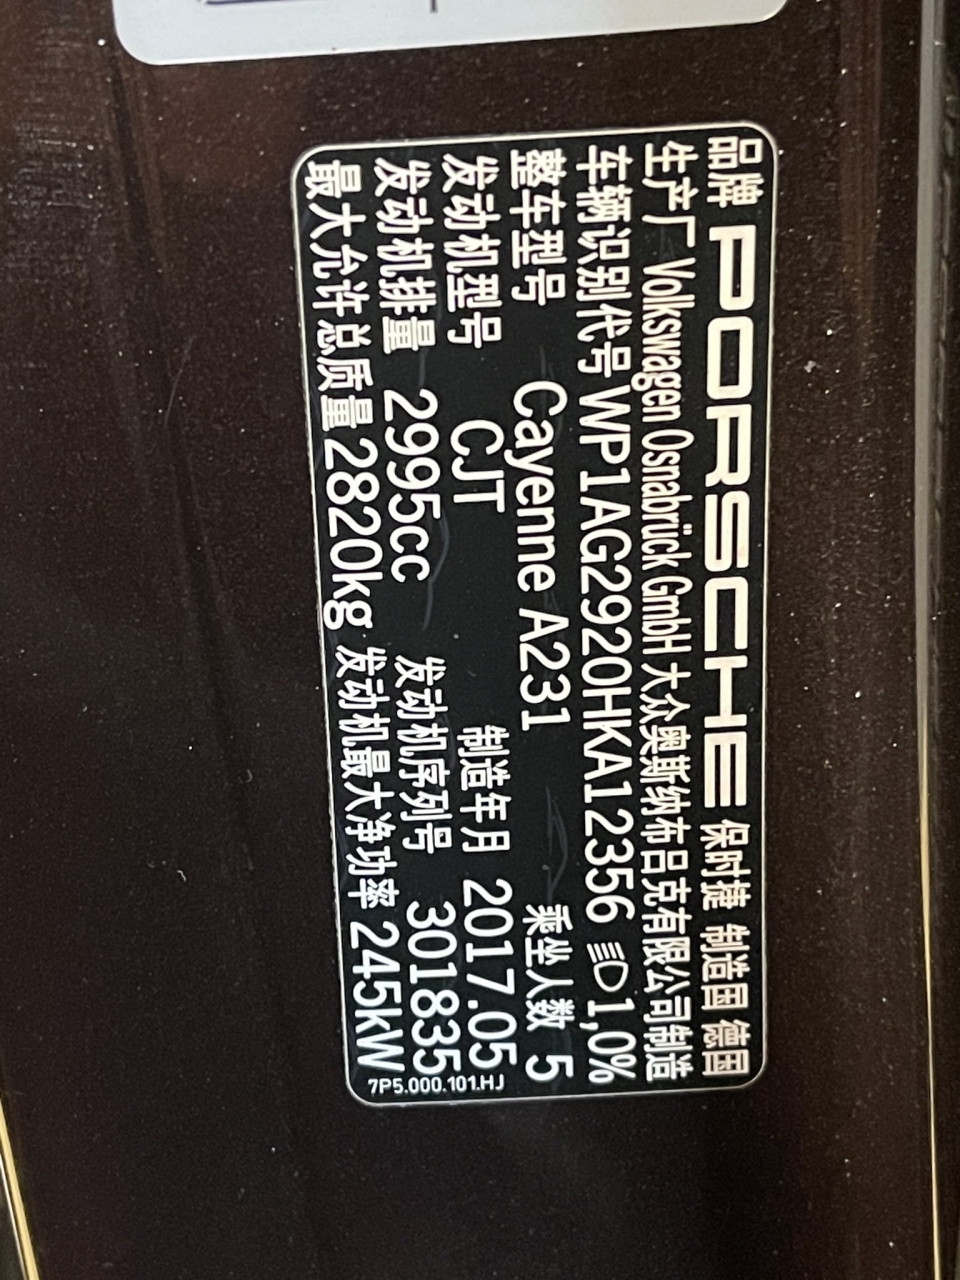 品牌 PORSCHE 保时捷 制造国 德国
生产厂 Volkswagen Osnabrück GmbH 大众奥斯纳布吕克有限公司制造
车辆识别代号 WP1AG2920HKA12356 1,0%
整车型号 Cayenne A231 乘坐人数 5
发动机型号 CJT 制造年月 2017.05
发动机排量 2995cc 发动机序列号 301835
最大允许总质量 2820kg 发动机最大净功率 245kW
7P5.000.101.HJ